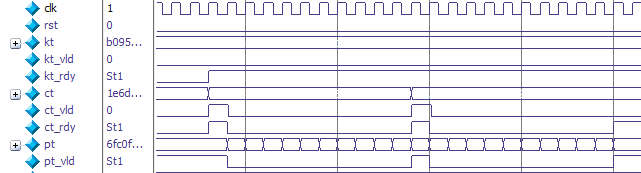 clk 1
rst 0
kt b095...
kt_vld 0
kt_rdy St1
ct 1e6d...
ct_vld 0
ct_rdy St1
pt 6fc0f...
pt_vld St1